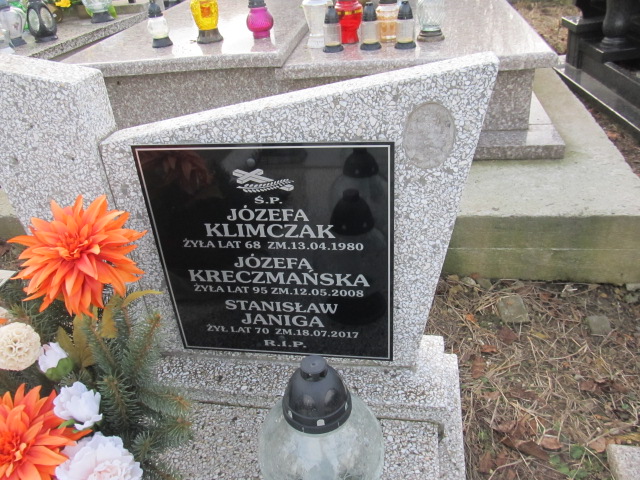 Ś.P.
JÓZEFA
KLIMCZAK
ŻYŁA LAT 68 ZM.13.04.1980
JÓZEFA
KRECZMAŃSKA
ŻYŁA LAT 95 ZM.12.05.2008
STANISŁAW
JANIGA
ŻYŁ LAT 70 ZM.18.07.2017
R.I.P.